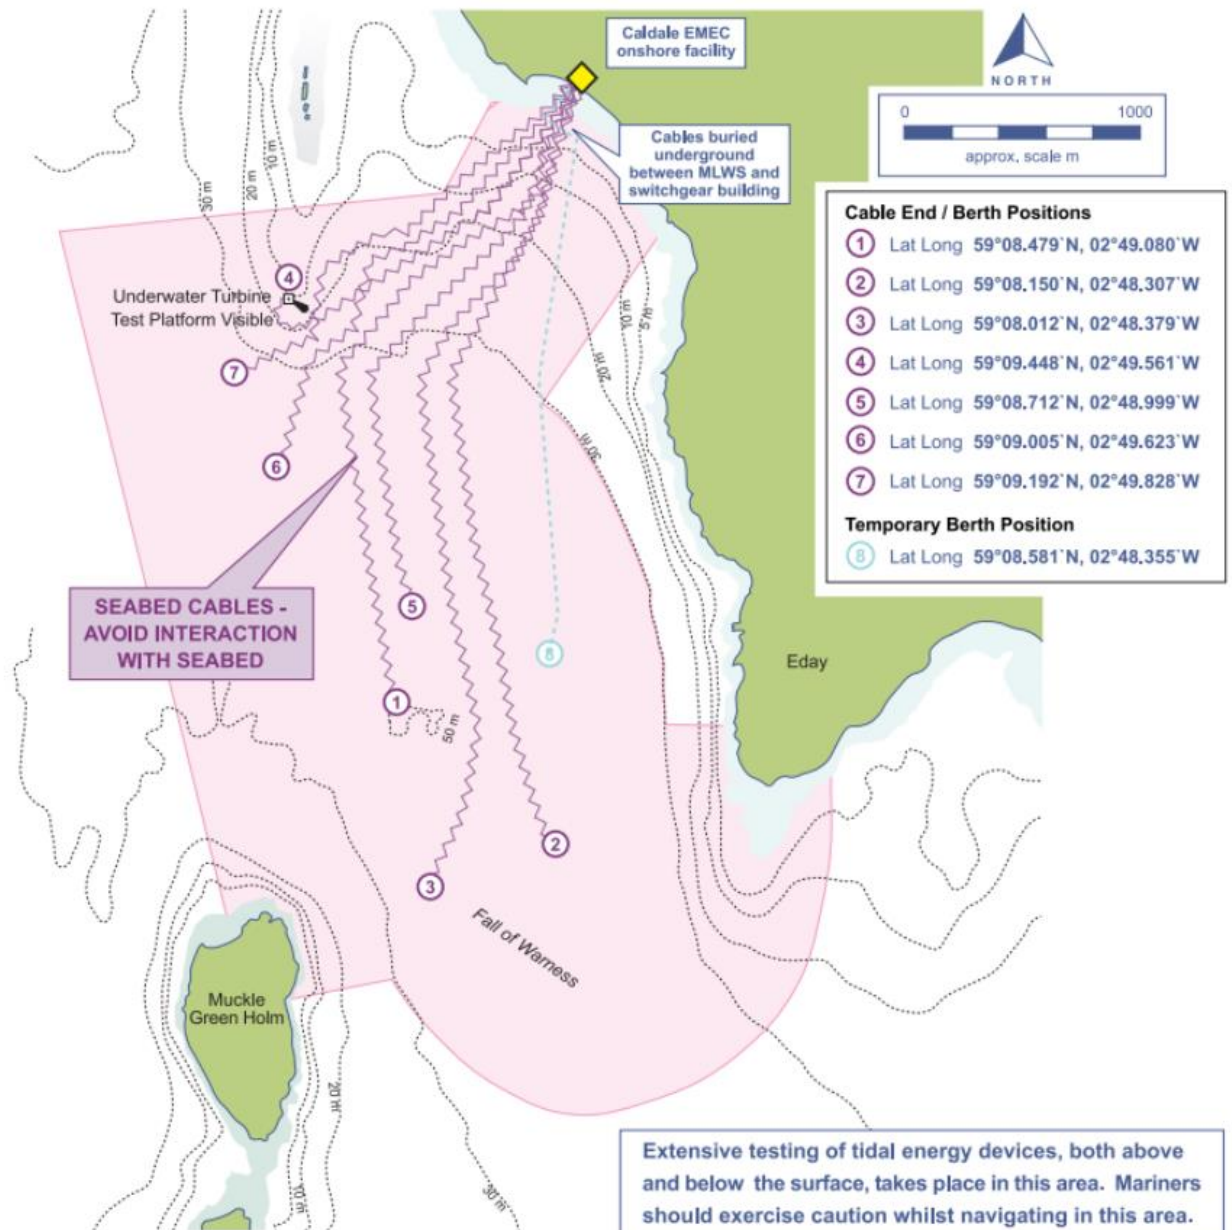 Caldale EMEC
onshore facility
NORTH
0 1000
approx, scale m
Cables buried
underground
between MLWS and
switchgear building
10 m
20 m
30 m
Cable End / Berth Positions
1 Lat Long 59°08.479`N, 02°49.080`W
2 Lat Long 59°08.150`N, 02°48.307`W
3 Lat Long 59°08.012`N, 02°48.379`W
4 Lat Long 59°09.448`N, 02°49.561`W
5 Lat Long 59°08.712`N, 02°48.999`W
6 Lat Long 59°09.005`N, 02°49.623`W
7 Lat Long 59°09.192`N, 02°49.828`W
Temporary Berth Position
8 Lat Long 59°08.581`N, 02°48.355`W
4
Underwater Turbine
Test Platform Visible
5 m
10 m
20 m
30 m
7
6
SEABED CABLES -
AVOID INTERACTION
WITH SEABED
5
8
Eday
1
50 m
2
3
Fall of Warness
Muckle
Green Holm
20 m
10 m
30 m
Extensive testing of tidal energy devices, both above
and below the surface, takes place in this area. Mariners
should exercise caution whilst navigating in this area.